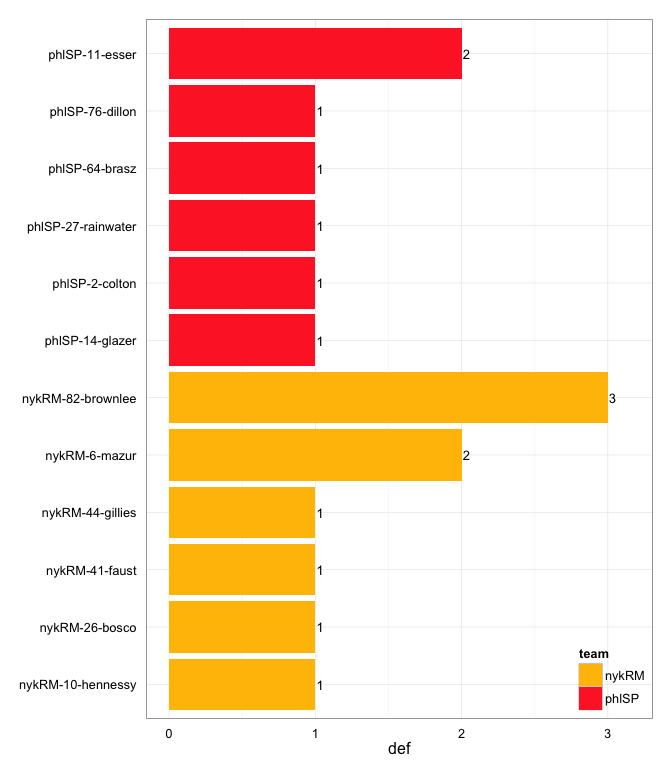 phlSP-11-esser 2
phlSP-76-dillon 1
phlSP-64-brasz 1
phlSP-27-rainwater 1
phlSP-2-colton 1
phlSP-14-glazer 1
nykRM-82-brownlee 3
nykRM-6-mazur 2
nykRM-44-gillies 1
nykRM-41-faust 1
nykRM-26-bosco 1
nykRM-10-hennessy 1
team
nykRM
phlSP
0 1 2 3
def